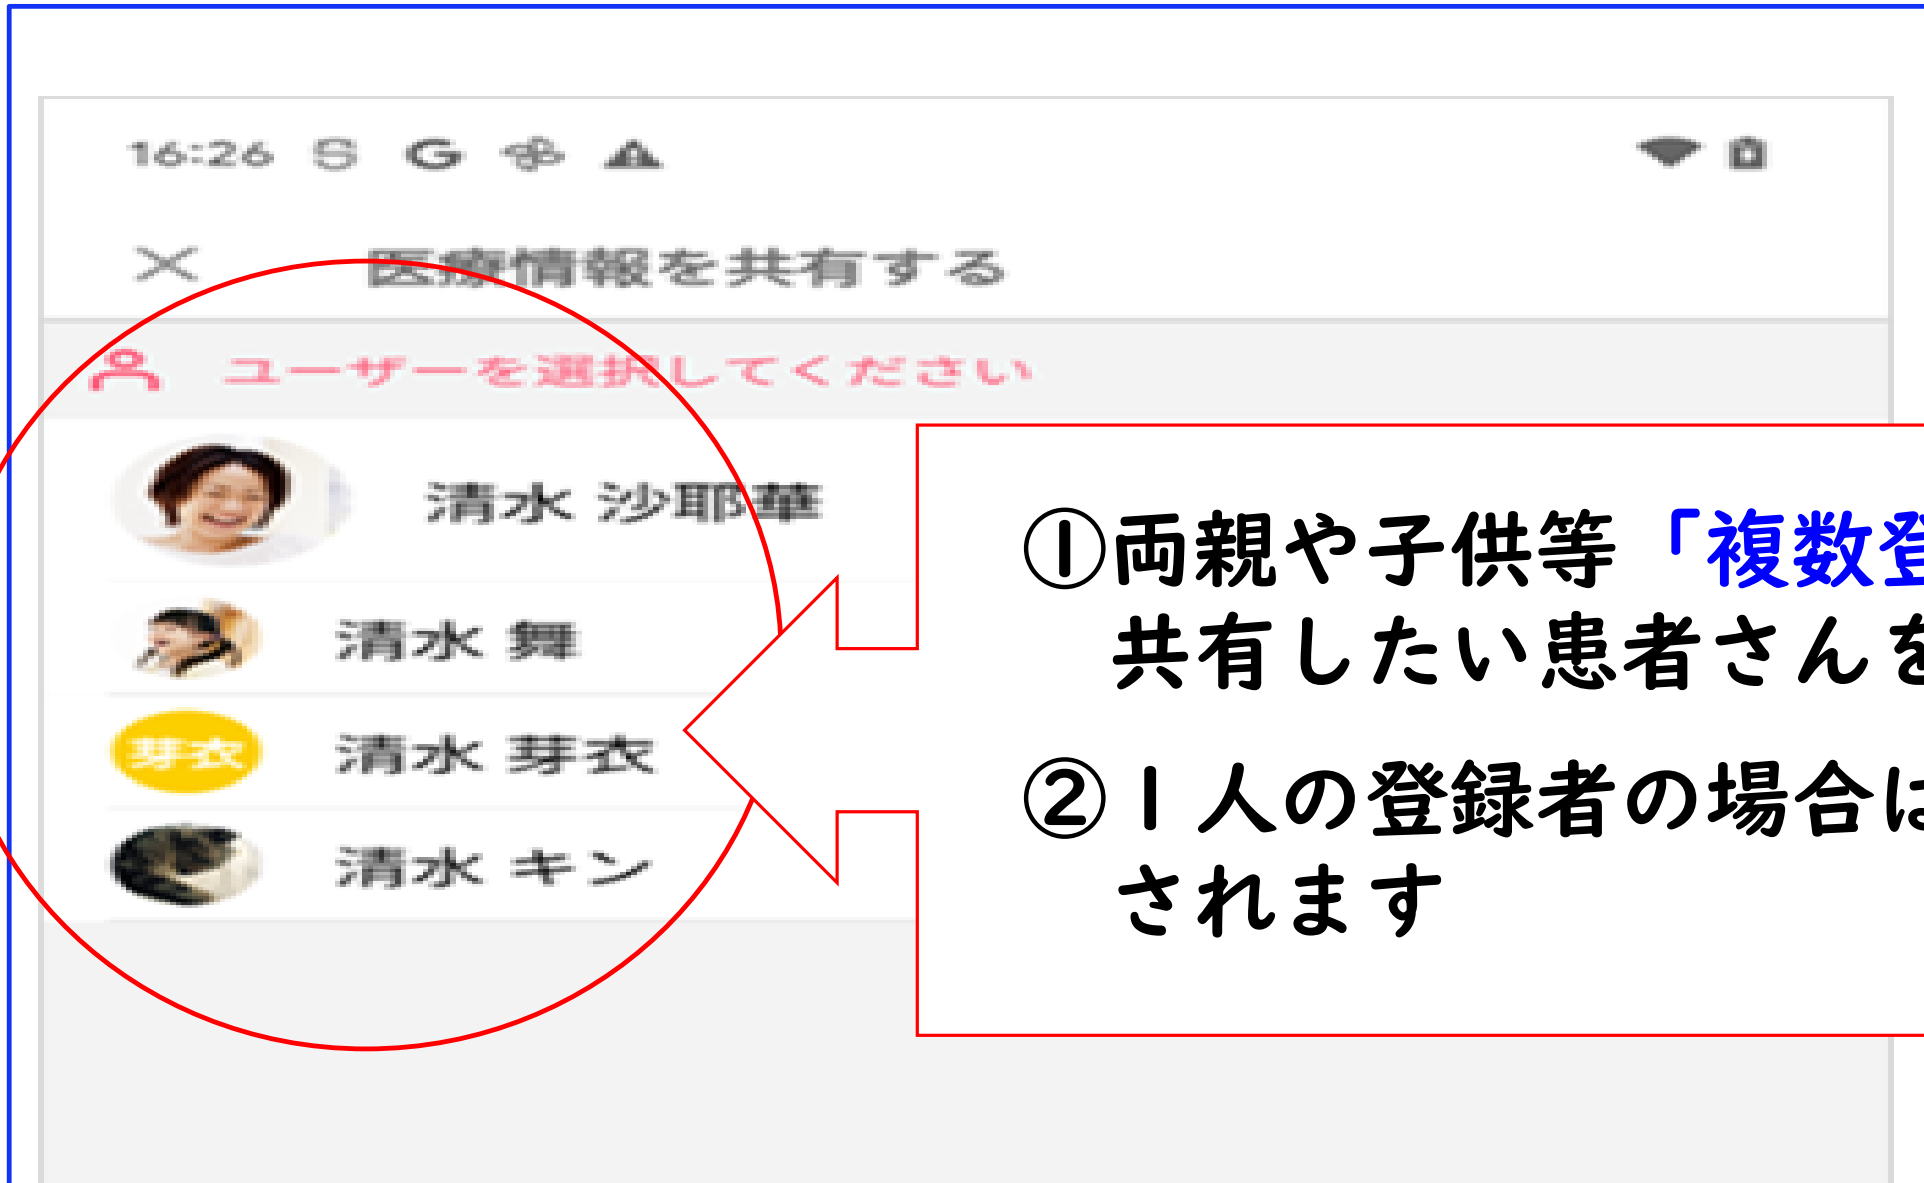 16:26
医療情報を共有する
ユーザーを選択してください
清水 沙耶華
清水 舞
芽衣
清水 芽衣
清水 キン
①両親や子供等「複数登
共有したい患者さんを
②1人の登録者の場合は
されます